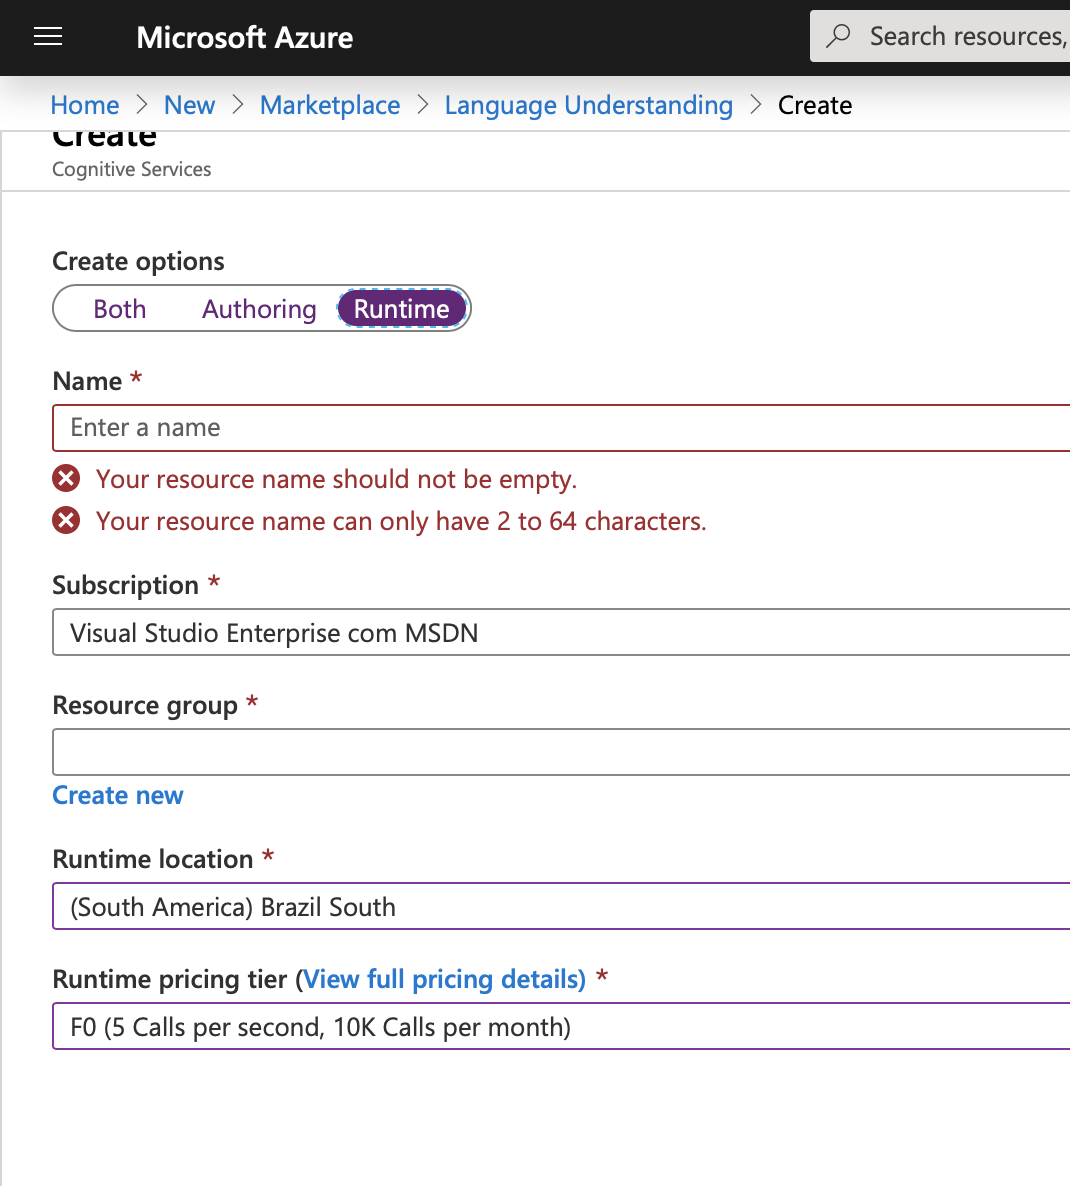 Microsoft Azure
Search resources,
Home > New > Marketplace > Language Understanding > Create
Create
Cognitive Services
Create options
Both Authoring Runtime
Name *
Enter a name
Your resource name should not be empty.
Your resource name can only have 2 to 64 characters.
Subscription *
Visual Studio Enterprise com MSDN
Resource group *
Create new
Runtime location *
(South America) Brazil South
Runtime pricing tier (View full pricing details) *
F0 (5 Calls per second, 10K Calls per month)